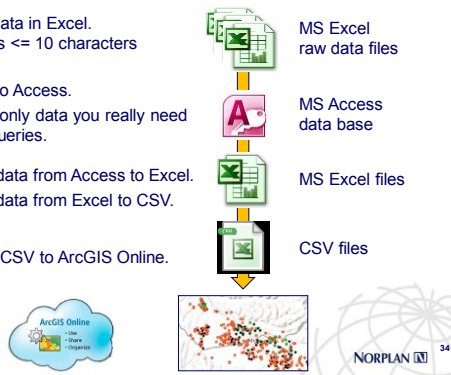 ata in Excel.
s <= 10 characters
o Access.
only data you really need
ueries.
data from Access to Excel.
data from Excel to CSV.
CSV to ArcGIS Online.
MS Excel
raw data files
MS Access
data base
MS Excel files
CSV files
ArcGIS Online
• Use
• Share
• Organize
NORPLAN N
34